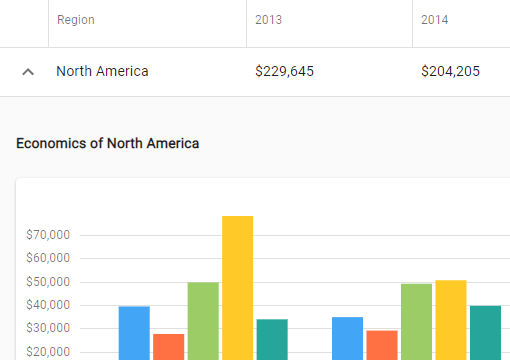 Region 2013 2014
North America $229,645 $204,205
Economics of North America
$70,000
$60,000
$50,000
$40,000
$30,000
$20,000